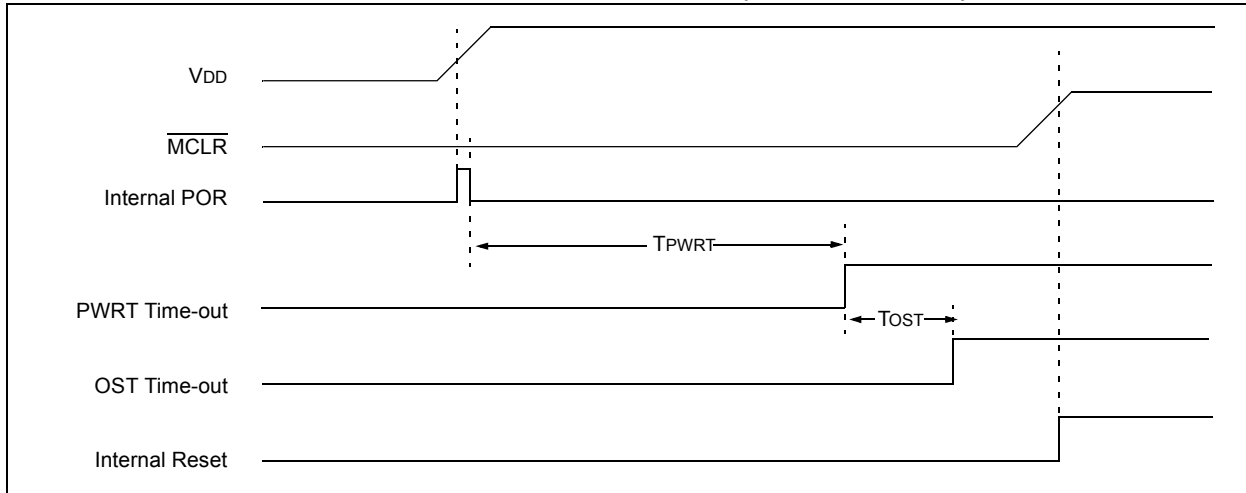 VDD
MCLR
Internal POR
TPWRT
PWRT Time-out
TOST
OST Time-out
Internal Reset